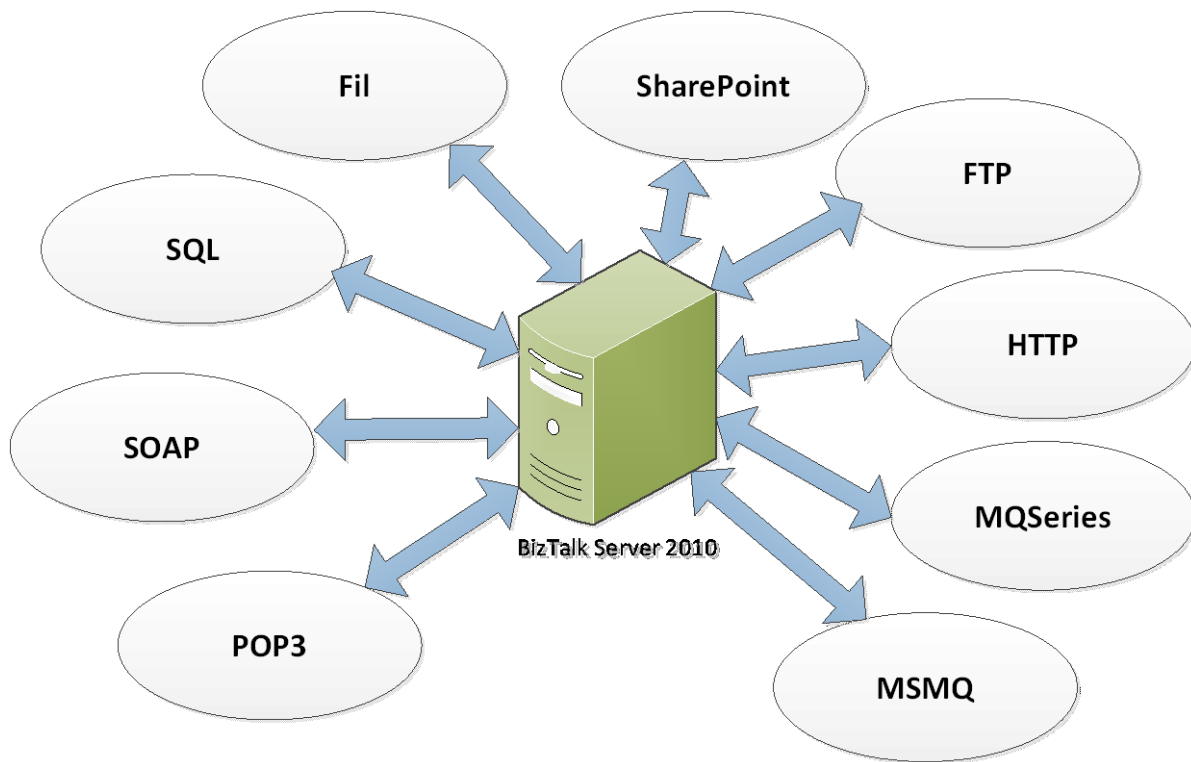 Fil
SharePoint
FTP
SQL
HTTP
SOAP
MQSeries
BizTalk Server 2010
POP3
MSMQ